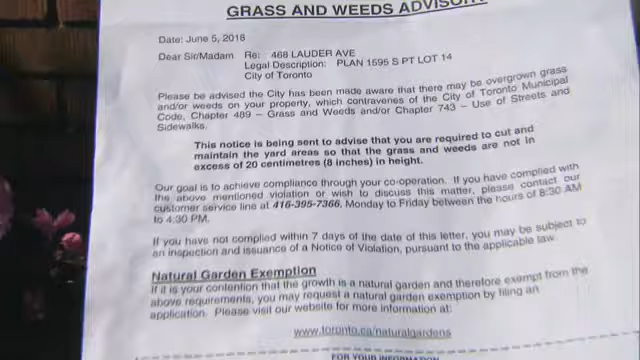 GRASS AND WEEDS ADVISORY
Date: June 5, 2018
Dear Sir/Madam Re: 468 LAUDER AVE
Legal Description: PLAN 1595 S PT LOT 14
City of Toronto
Please be advised the City has been made aware that there may be overgrown grass
and/or weeds on your property, which contravenes of the City of Toronto Municipal
Code, Chapter 489 – Grass and Weeds and/or Chapter 743 – Use of Streets and
Sidewalks.
This notice is being sent to advise that you are required to cut and
maintain the yard areas so that the grass and weeds are not in
excess of 20 centimetres (8 inches) in height.
Our goal is to achieve compliance through your co-operation. If you have complied with
the above mentioned violation or wish to discuss this matter, please contact our
customer service line at 416-395-7366, Monday to Friday between the hours of 8:30 AM
to 4:30 PM.
If you have not complied within 7 days of the date of this letter, you may be subject to
an inspection and issuance of a Notice of Violation, pursuant to the applicable law.
Natural Garden Exemption
If it is your contention that the growth is a natural garden and therefore exempt from the
above requirements, you may request a natural garden exemption by filing an
application. Please visit our website for more information at:
www.toronto.ca/naturalgardens
FOR YOUR INFORMATION